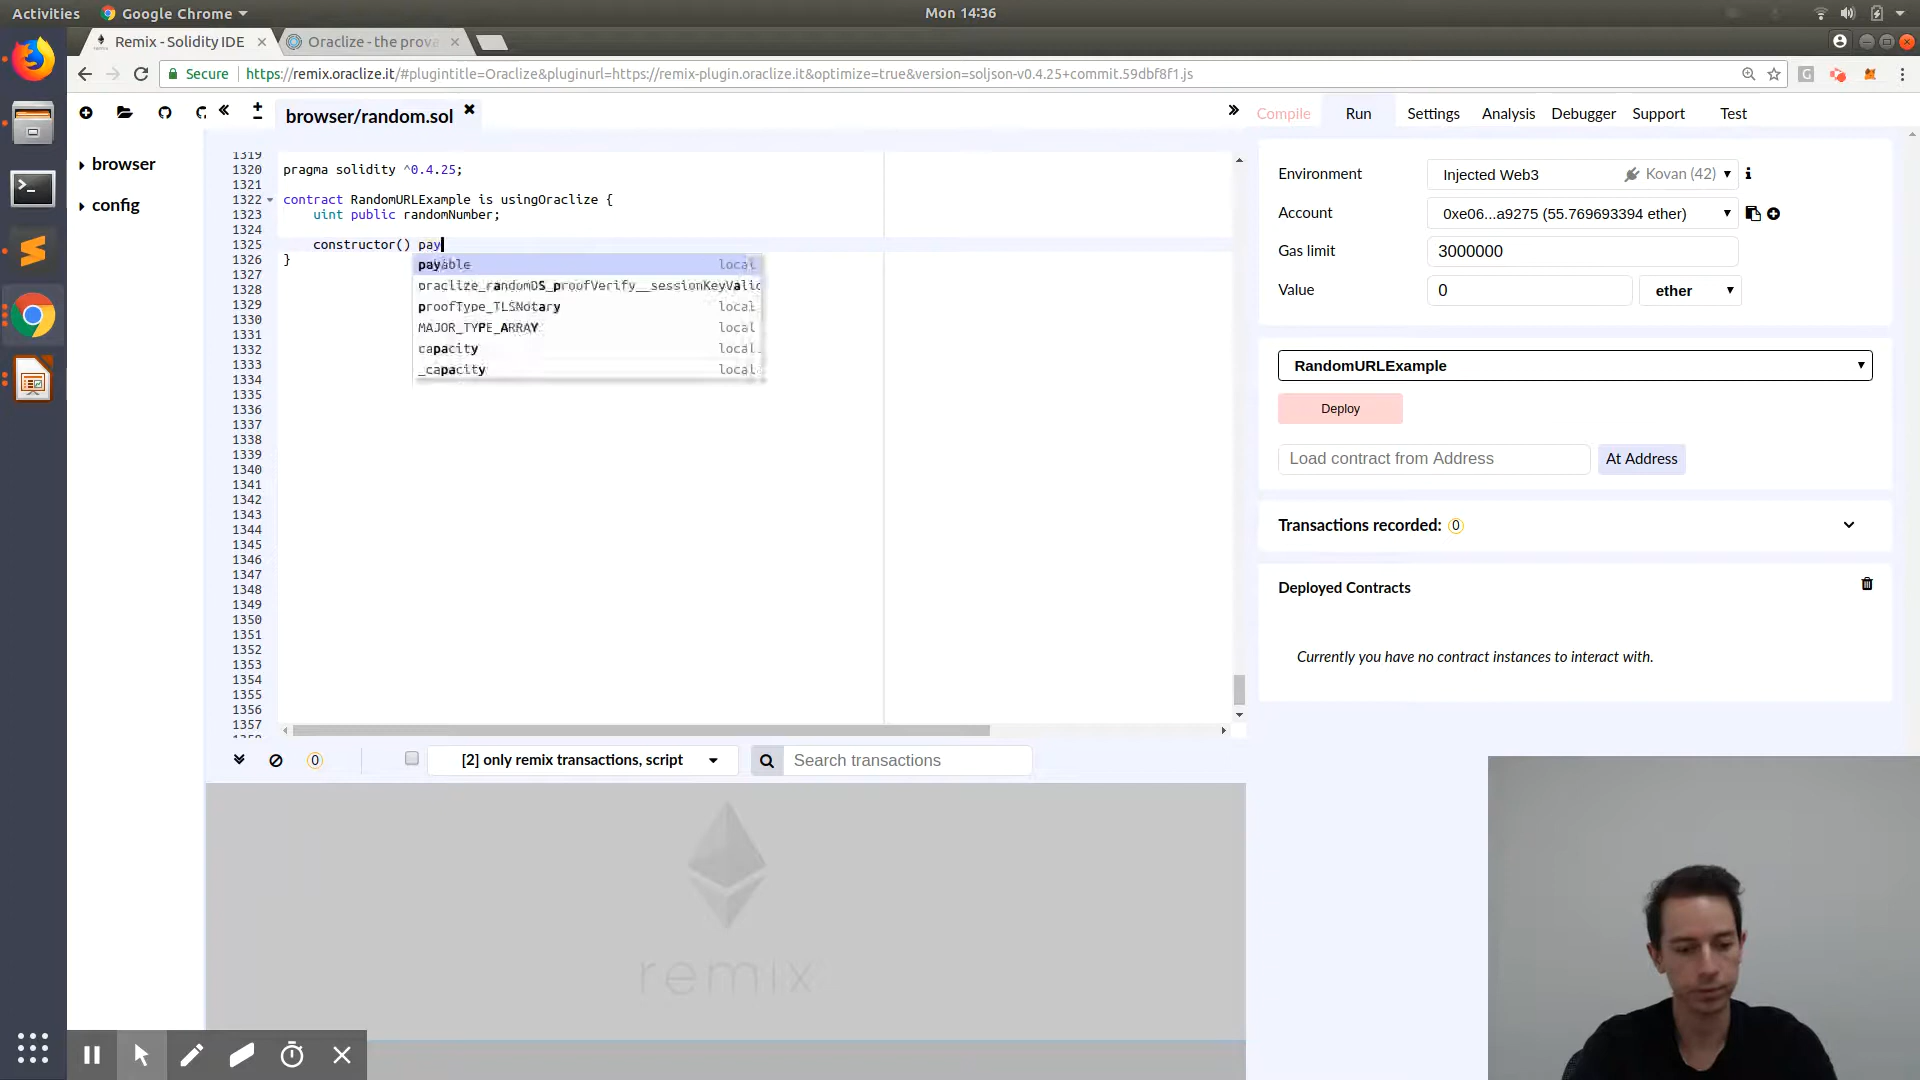 Activities
Google Chrome
Mon 14:36
Remix - Solidity IDE
Oraclize - the prova
Secure
https://remix.oraclize.it/#plugintitle=Oraclize&pluginurl=https://remix-plugin.oraclize.it&optimize=true&version=soljson-v0.4.25+commit.59dbf8f1.js
browser/random.sol
Compile
Run
Settings
Analysis
Debugger
Support
Test
browser
config
1319
1320 pragma solidity ^0.4.25;
1321
1322 contract RandomURLExample is usingOraclize {
1323 uint public randomNumber;
1324
1325 constructor() pay
1326 }
1327
1328
1329
1330
1331
1332
1333
1334
1335
1336
1337
1338
1339
1340
1341
1342
1343
1344
1345
1346
1347
1348
1349
1350
1351
1352
1353
1354
1355
1356
1357
payable local
oraclize_randomDS_proofVerify__sessionKeyValid
proofType_TLSNotary local
MAJOR_TYPE_ARRAY local
capacity local
_capacity local
Environment
Injected Web3
Kovan (42)
Account
0xe06...a9275 (55.769693394 ether)
Gas limit
3000000
Value
0
ether
RandomURLExample
Deploy
Load contract from Address
At Address
Transactions recorded: 0
Deployed Contracts
Currently you have no contract instances to interact with.
0
[2] only remix transactions, script
Search transactions
remix